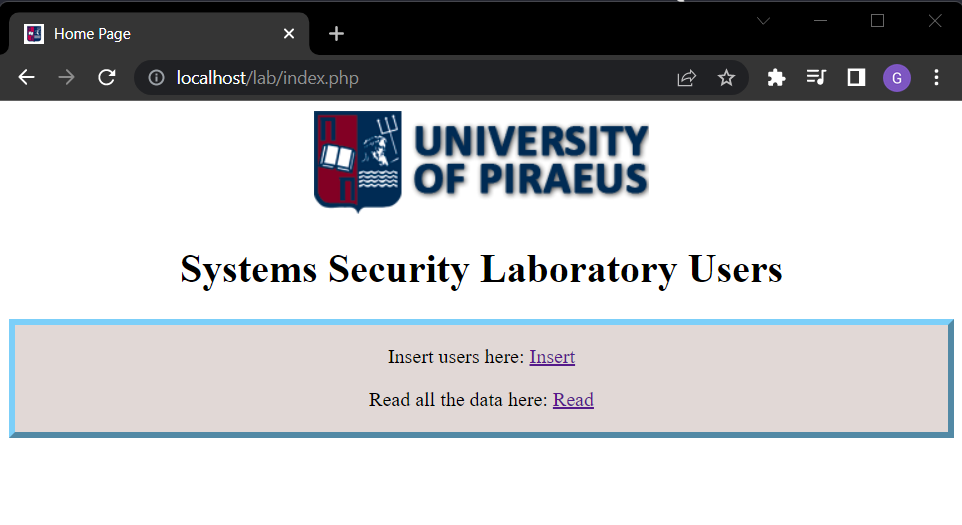 Home Page
localhost/lab/index.php
G
UNIVERSITY
OF PIRAEUS
Systems Security Laboratory Users
Insert users here: Insert
Read all the data here: Read